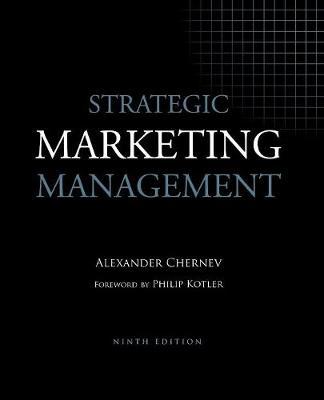 STRATEGIC
MARKETING
MANAGEMENT
ALEXANDER CHERNEV
FOREWORD BY PHILIP KOTLER
NINTH EDITION